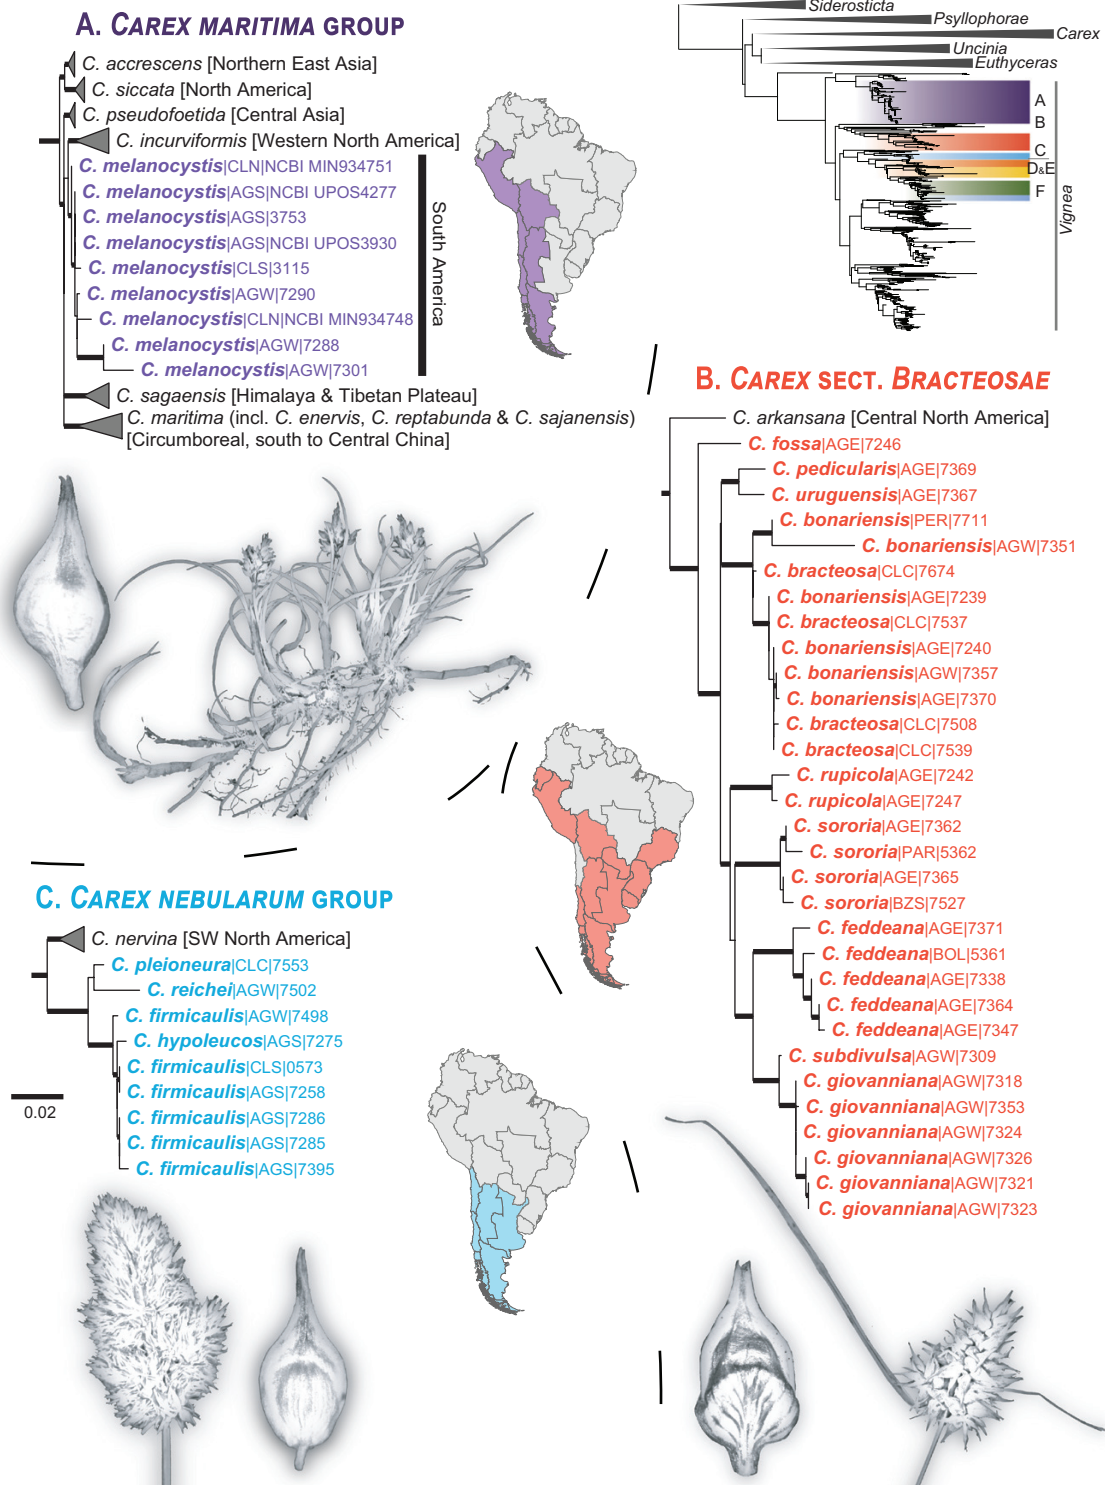 A. CAREX MARITIMA GROUP
C. accrescens [Northern East Asia]
C. siccata [North America]
C. pseudofoetida [Central Asia]
C. incurviformis [Western North America]
C. melanocystis|CLN|NCBI MIN934751
C. melanocystis|AGS|NCBI UPOS4277
C. melanocystis|AGS|3753
C. melanocystis|AGS|NCBI UPOS3930
C. melanocystis|CLS|3115
C. melanocystis|AGW|7290
C. melanocystis|CLN|NCBI MIN934748
C. melanocystis|AGW|7288
C. melanocystis|AGW|7301
South America
C. sagaensis [Himalaya & Tibetan Plateau]
C. maritima (incl. C. enervis, C. reptabunda & C. sajanensis)
[Circumboreal, south to Central China]
Siderosticta
Psyllophorae
Carex
Uncinia
Euthyceras
A
B
C
D&E
F
Vignea
B. CAREX SECT. BRACTEOSAE
C. arkansana [Central North America]
C. fossa|AGE|7246
C. pedicularis|AGE|7369
C. uruguensis|AGE|7367
C. bonariensis|PER|7711
C. bonariensis|AGW|7351
C. bracteosa|CLC|7674
C. bonariensis|AGE|7239
C. bracteosa|CLC|7537
C. bonariensis|AGE|7240
C. bonariensis|AGW|7357
C. bonariensis|AGE|7370
C. bracteosa|CLC|7508
C. bracteosa|CLC|7539
C. rupicola|AGE|7242
C. rupicola|AGE|7247
C. sororia|AGE|7362
C. sororia|PAR|5362
C. sororia|AGE|7365
C. sororia|BZS|7527
C. feddeana|AGE|7371
C. feddeana|BOL|5361
C. feddeana|AGE|7338
C. feddeana|AGE|7364
C. feddeana|AGE|7347
C. subdivulsa|AGW|7309
C. giovanniana|AGW|7318
C. giovanniana|AGW|7353
C. giovanniana|AGW|7324
C. giovanniana|AGW|7326
C. giovanniana|AGW|7321
C. giovanniana|AGW|7323
C. CAREX NEBULARUM GROUP
C. nervina [SW North America]
C. pleioneura|CLC|7553
C. reichei|AGW|7502
C. firmicaulis|AGW|7498
C. hypoleucos|AGS|7275
C. firmicaulis|CLS|0573
C. firmicaulis|AGS|7258
C. firmicaulis|AGS|7286
C. firmicaulis|AGS|7285
C. firmicaulis|AGS|7395
0.02